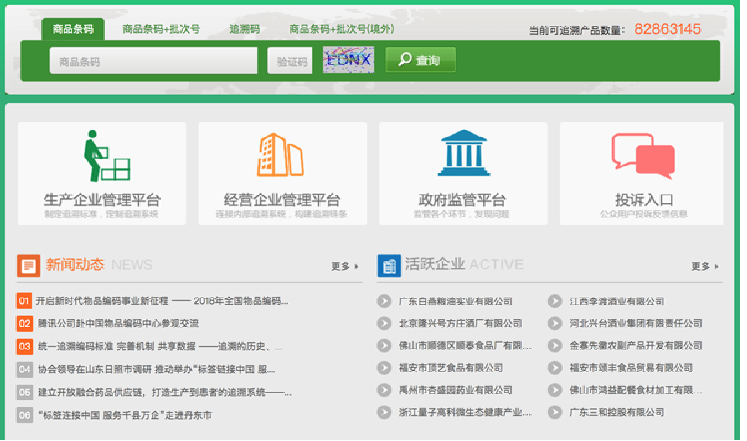 商品条码 商品条码+批次号 追溯码 商品条码+批次号(境外) 当前可追溯产品数量: 82863145
商品条码 验证码 EDNX 查询
生产企业管理平台 经营企业管理平台 政府监管平台 投诉入口
制定追溯标准,定制追溯系统 连接内部追溯系统,构建追溯链条 监管各个环节,发现问题 公众用户投诉反馈信息
新闻动态 NEWS 更多
01 开启新时代物品编码事业新征程 —— 2018年全国物品编码...
02 腾讯公司赴中国物品编码中心参观交流
03 统一追溯编码标准 完善机制 共享数据 ——追溯的历史、...
04 协会领导在山东日照市调研 推动举办“标签链接中国 服...
05 建立开放融合药品供应链,打造生产到患者的追溯系统——...
06 “标签连接中国 服务千县万企”走进丹东市
活跃企业 ACTIVE 更多
广东日燕粮油实业有限公司 江西李渡酒业有限公司
北京隆兴号方庄酒厂有限公司 河北兴台酒业集团有限责任公司
佛山市顺德区顺泰食品厂有限... 金寨先徽农副产品开发有限公司
福安市顶艺食品有限公司 福安市颂丰食品贸易有限公司
禹州市杏盛园药业有限公司 佛山市鸿益配餐食材加工有限...
浙江量子高科微生态健康产业... 广东三和控股有限公司